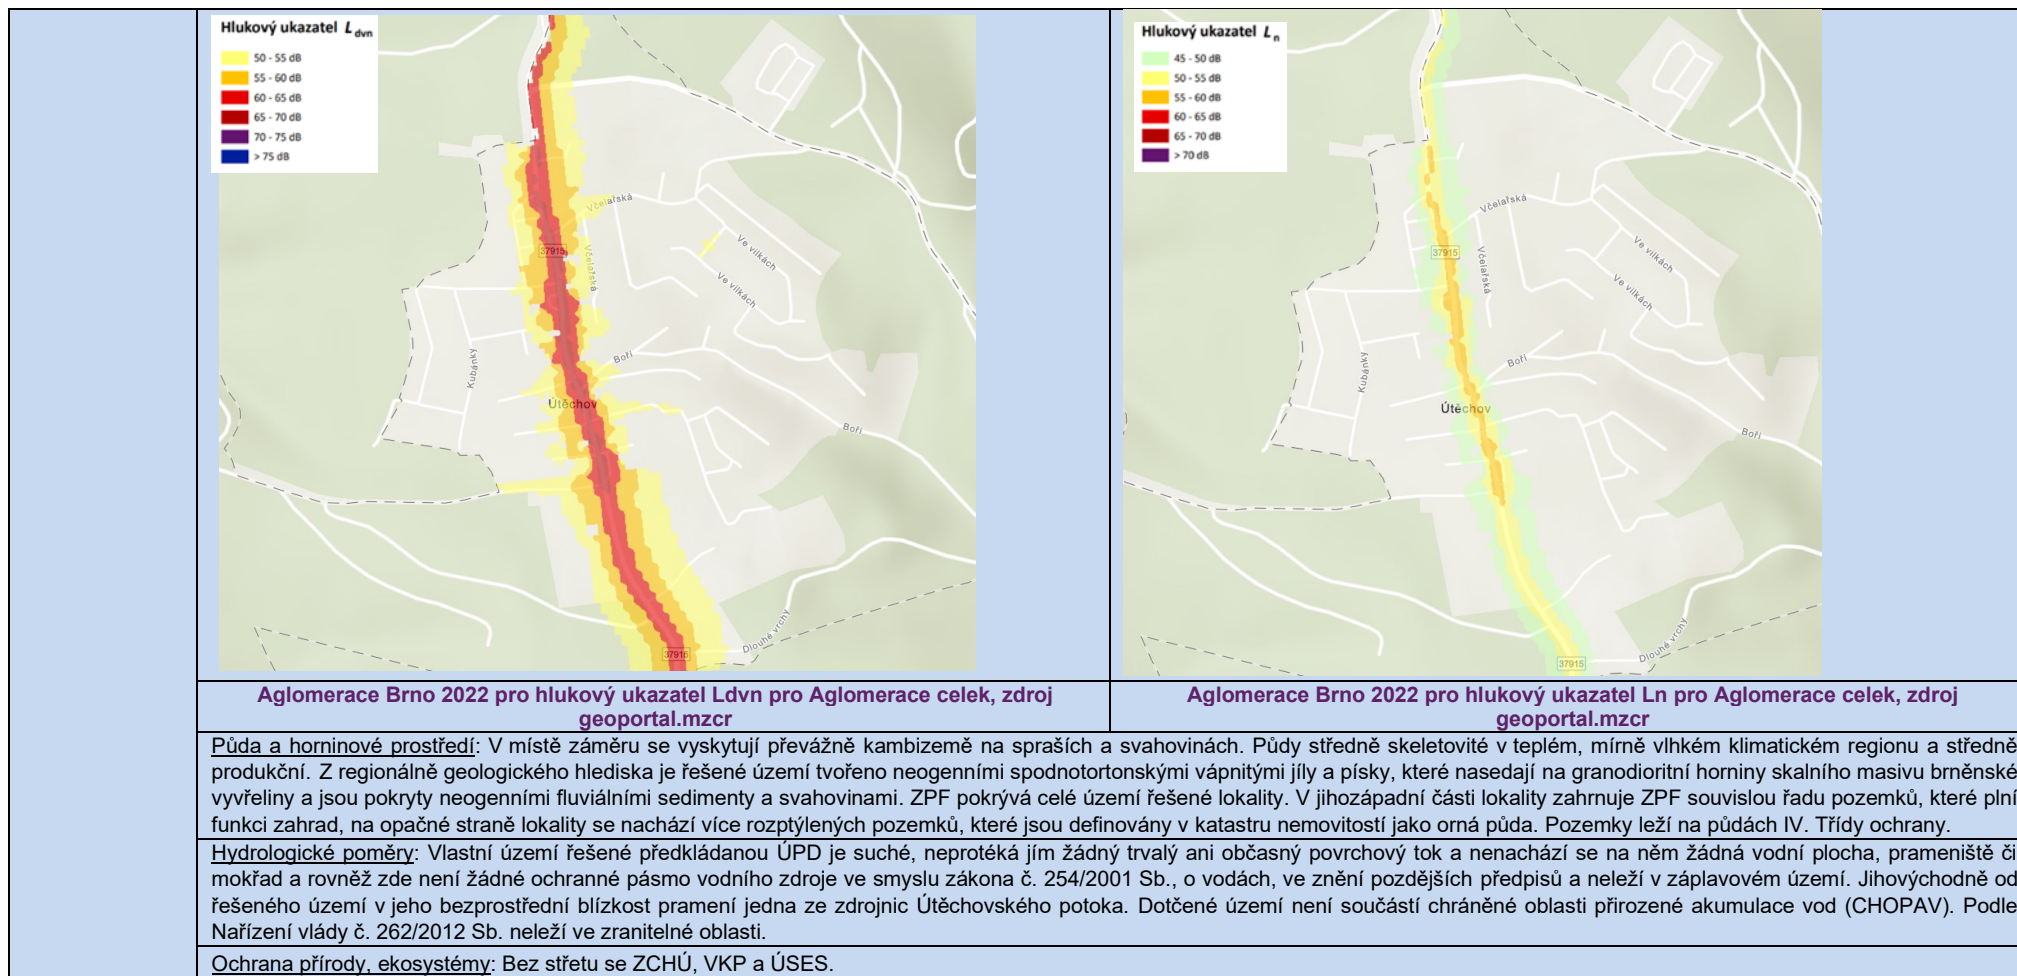 Hlukový ukazatel L dvn
50 - 55 dB
55 - 60 dB
60 - 65 dB
65 - 70 dB
70 - 75 dB
> 75 dB
Včelařská
37915
Včelařská
Ve vilkách
Ve vilkách
Kubánky
Boří
Útěchov
Boří
Dlouhé vrchy
37915
Hlukový ukazatel L n
45 - 50 dB
50 - 55 dB
55 - 60 dB
60 - 65 dB
65 - 70 dB
> 70 dB
Včelařská
37915
Včelařská
Ve vilkách
Ve vilkách
Kubánky
Boří
Útěchov
Boří
Dlouhé vrchy
37915
Aglomerace Brno 2022 pro hlukový ukazatel Ldvn pro Aglomerace celek, zdroj
geoportal.mzcr
Aglomerace Brno 2022 pro hlukový ukazatel Ln pro Aglomerace celek, zdroj
geoportal.mzcr
Půda a horninové prostředí: V místě záměru se vyskytují převážně kambizemě na spraších a svahovinách. Půdy středně skeletovité v teplém, mírně vlhkém klimatickém regionu a středně
produkční. Z regionálně geologického hlediska je řešené území tvořeno neogenními spodnotortonskými vápnitými jíly a písky, které nasedají na granodioritní horniny skalního masivu brněnské
vyvřeliny a jsou pokryty neogenními fluviálními sedimenty a svahovinami. ZPF pokrývá celé území řešené lokality. V jihozápadní části lokality zahrnuje ZPF souvislou řadu pozemků, které plní
funkci zahrad, na opačné straně lokality se nachází více rozptýlených pozemků, které jsou definovány v katastru nemovitostí jako orná půda. Pozemky leží na půdách IV. Třídy ochrany.
Hydrologické poměry: Vlastní území řešené předkládanou ÚPD je suché, neprotéká jím žádný trvalý ani občasný povrchový tok a nenachází se na něm žádná vodní plocha, prameniště či
mokřad a rovněž zde není žádné ochranné pásmo vodního zdroje ve smyslu zákona č. 254/2001 Sb., o vodách, ve znění pozdějších předpisů a neleží v záplavovém území. Jihovýchodně od
řešeného území v jeho bezprostřední blízkost pramení jedna ze zdrojnic Útěchovského potoka. Dotčené území není součástí chráněné oblasti přirozené akumulace vod (CHOPAV). Podle
Nařízení vlády č. 262/2012 Sb. neleží ve zranitelné oblasti.
Ochrana přírody, ekosystémy: Bez střetu se ZCHÚ, VKP a ÚSES.